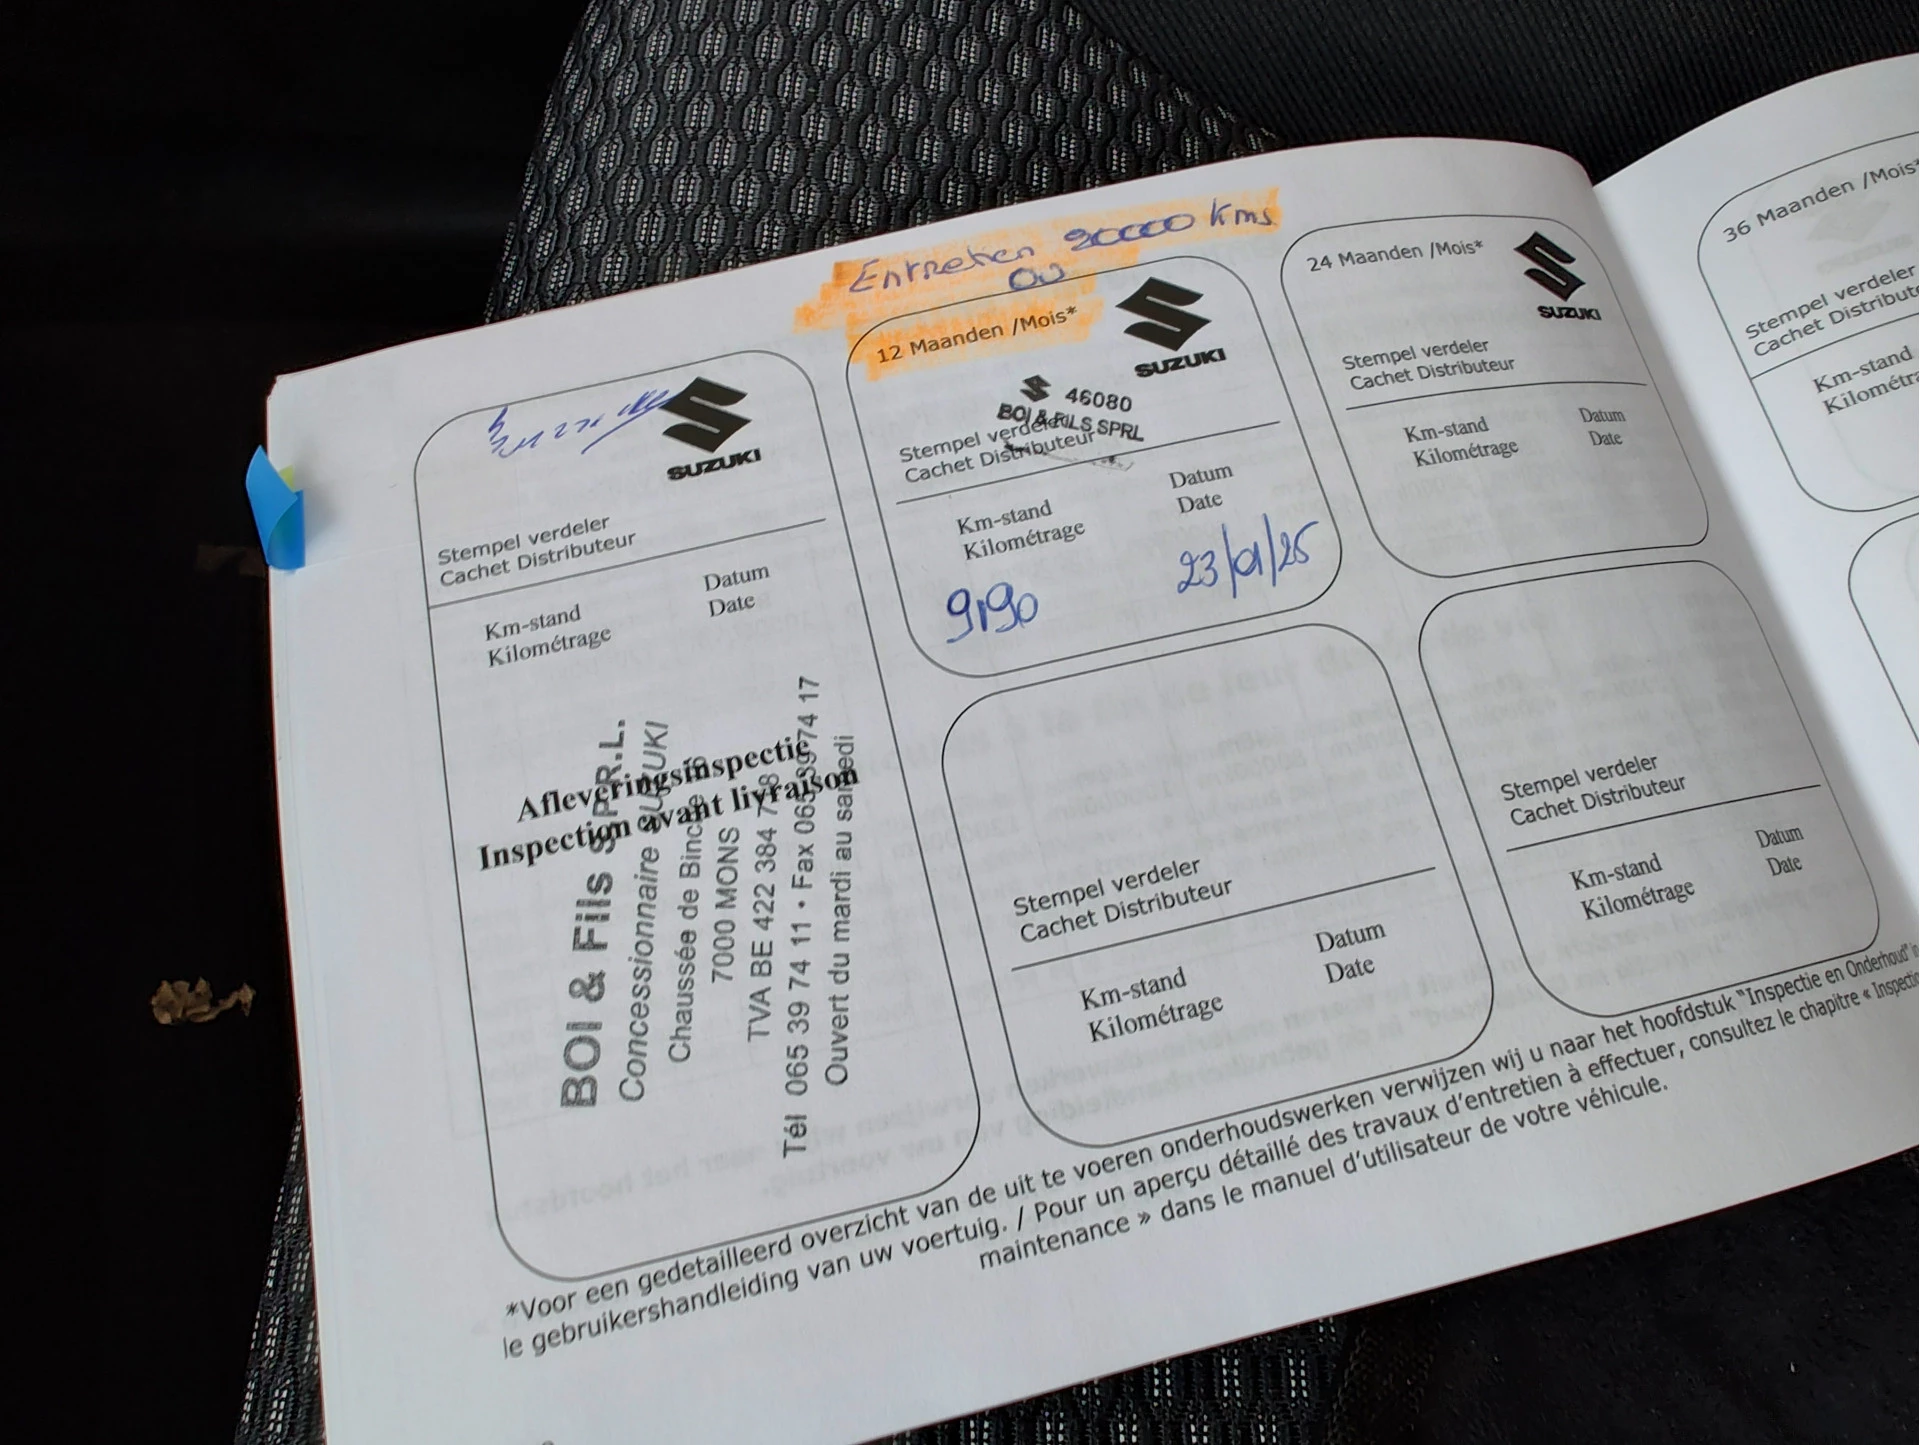 Entretien 20000 Kms
ou
12 Maanden /Mois*
SUZUKI
46080
BOI & FILS SPRL
Stempel verdeler
Cachet Distributeur
Km-stand
Kilométrage
Datum
Date
9190
23/01/25
24 Maanden /Mois*
SUZUKI
Stempel verdeler
Cachet Distributeur
Km-stand
Kilométrage
Datum
Date
36 Maanden /Mois*
Stempel verdeler
Cachet
Km-stand
SUZUKI
Stempel verdeler
Cachet Distributeur
Km-stand
Kilométrage
Datum
Date
Afleveringsinspectie
Inspection avant livraison
BOI & Fils S.P.R.L.
Concessionnaire SUZUKI
Chaussée de
7000 MONS
TVA BE 422 384
Tél 065 39 74 11 • Fax 065 39 74 17
Ouvert du mardi au samedi
Stempel verdeler
Cachet Distributeur
Km-stand
Kilométrage
Datum
Date
Stempel verdeler
Cachet Distributeur
Km-stand
Kilométrage
Datum
Date
*Voor een gedetailleerd overzicht van de uit te voeren onderhoudswerken verwijzen wij u naar het hoofdstuk "Inspectie en Onderhoud" in
le gebruikershandleiding van uw voertuig. / Pour un aperçu détaillé des travaux d'entretien à effectuer, consultez le chapitre « Inspection
maintenance » dans le manuel d'utilisateur de votre véhicule.